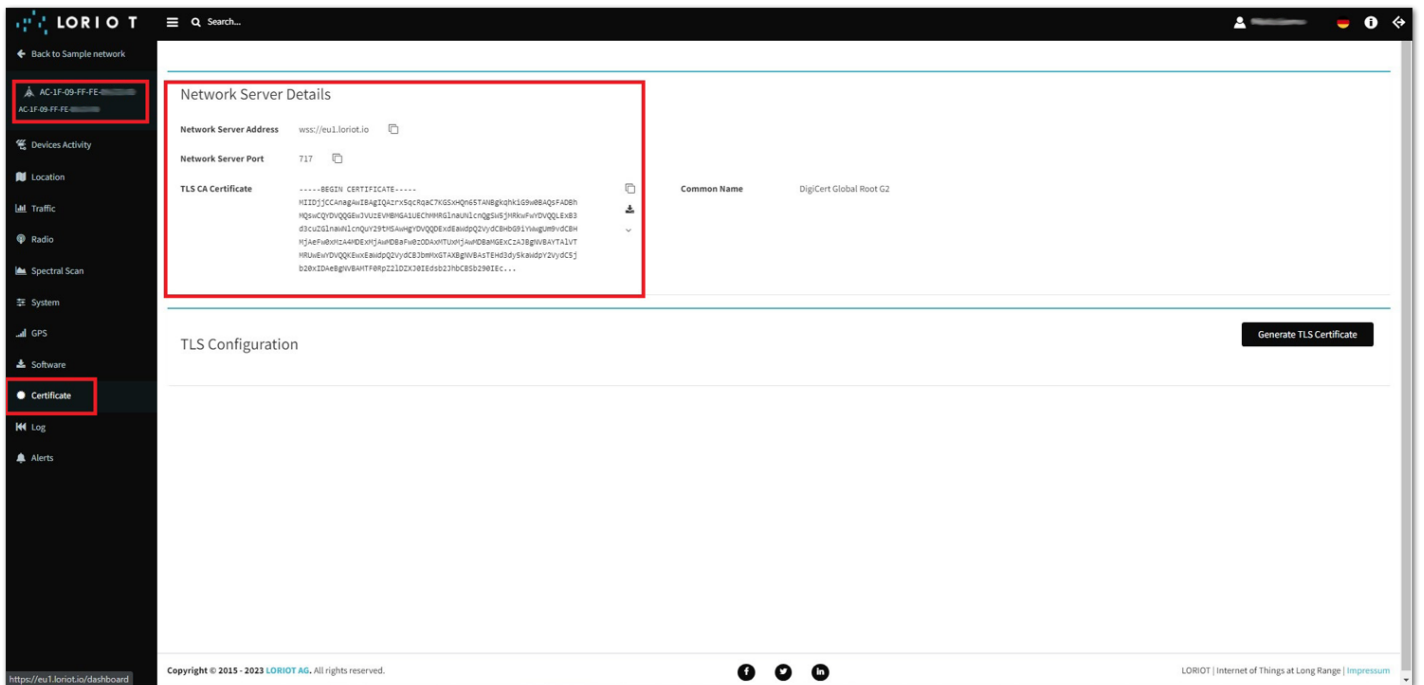 LORIOT
Search...
Back to Sample network
AC-1F-09-FF-FE-
AC-1F-09-FF-FE-
Devices Activity
Location
Traffic
Radio
Spectral Scan
System
GPS
Software
Certificate
Log
Alerts
https://eu1.loriot.io/dashboard
Network Server Details
Network Server Address wss://eu1.loriot.io
Network Server Port 717
TLS CA Certificate -----BEGIN CERTIFICATE-----
Common Name DigiCert Global Root G2
TLS Configuration
Generate TLS Certificate
Copyright © 2015 - 2023 LORIOT AG. All rights reserved.
LORIOT | Internet of Things at Long Range | Impressum